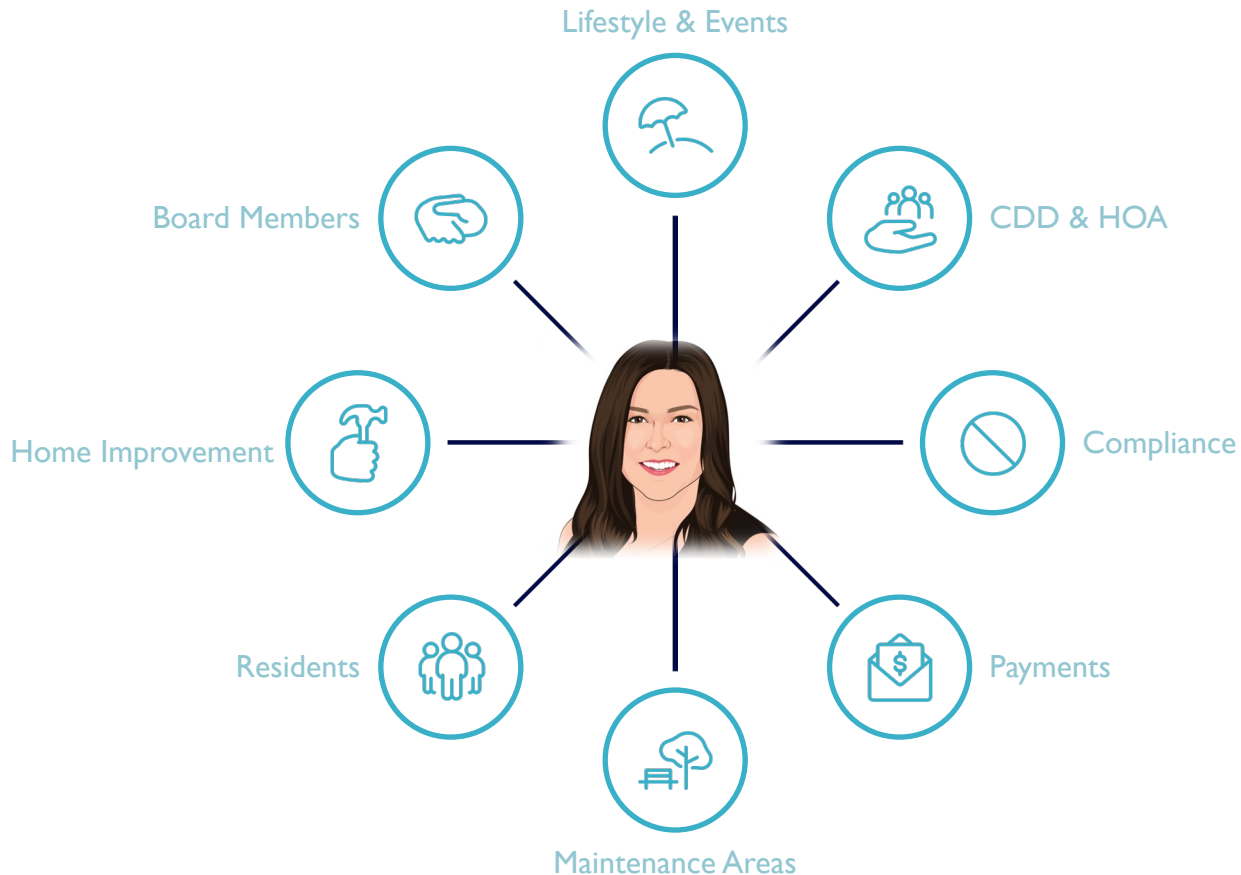 Lifestyle & Events
Board Members
CDD & HOA
Home Improvement
Compliance
Residents
$
Payments
Maintenance Areas